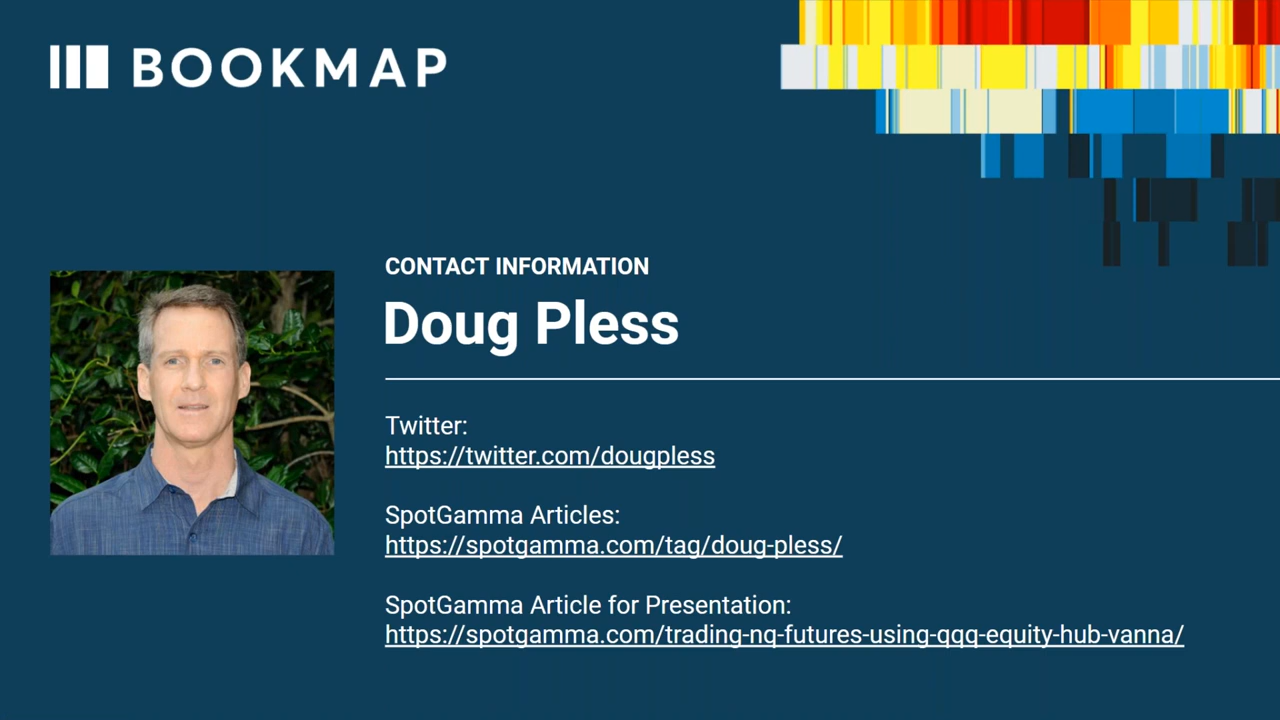 BOOKMAP
CONTACT INFORMATION
Doug Pless
Twitter:
https://twitter.com/dougpless
SpotGamma Articles:
https://spotgamma.com/tag/doug-pless/
SpotGamma Article for Presentation:
https://spotgamma.com/trading-nq-futures-using-qqq-equity-hub-vanna/